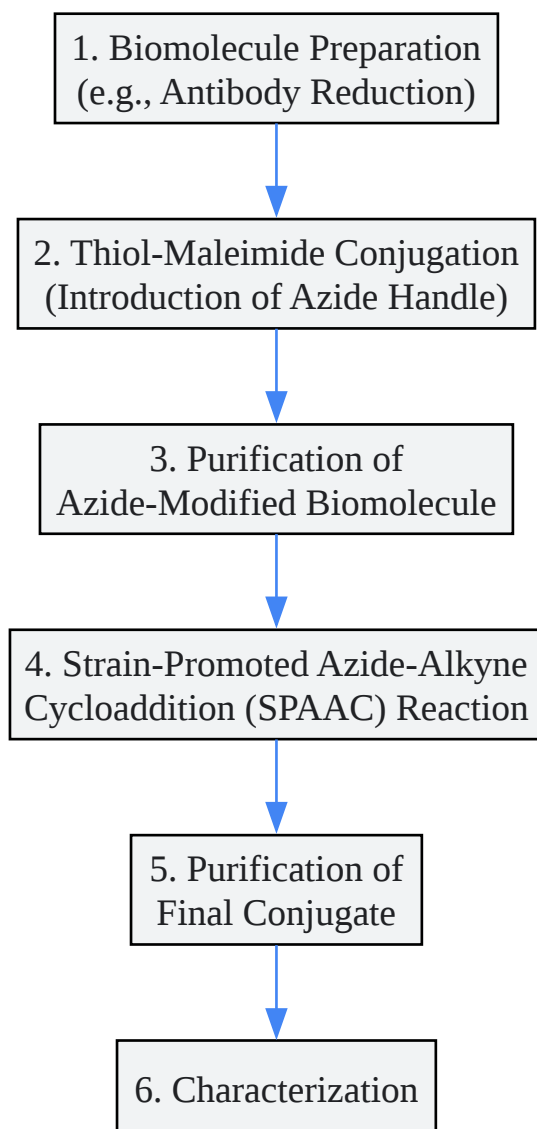 1. Biomolecule Preparation
(e.g., Antibody Reduction)
2. Thiol-Maleimide Conjugation
(Introduction of Azide Handle)
3. Purification of
Azide-Modified Biomolecule
4. Strain-Promoted Azide-Alkyne
Cycloaddition (SPAAC) Reaction
5. Purification of
Final Conjugate
6. Characterization